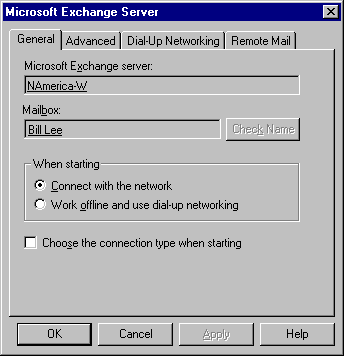 Microsoft Exchange Server
General Advanced Dial-Up Networking Remote Mail
Microsoft Exchange server:
NAmerica-W
Mailbox:
Bill Lee Check Name
When starting
Connect with the network
Work offline and use dial-up networking
Choose the connection type when starting
OK Cancel Apply Help